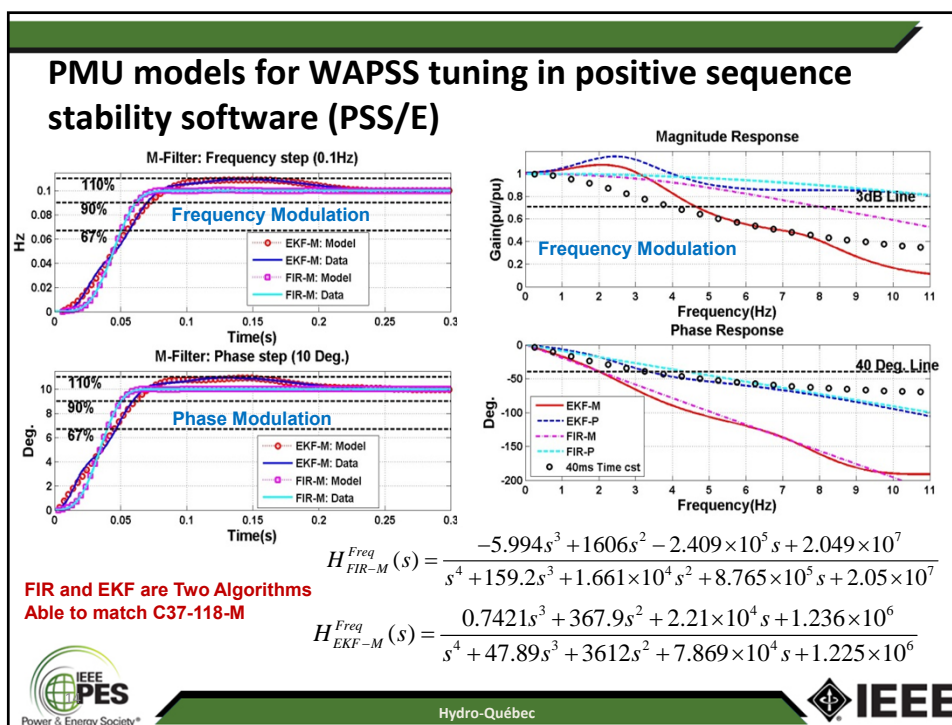 PMU models for WAPSS tuning in positive sequence
stability software (PSS/E)
M-Filter: Frequency step (0.1Hz)
110%
90%
67%
Frequency Modulation
EKF-M: Model
EKF-M: Data
FIR-M: Model
FIR-M: Data
Hz
0.1
0.08
0.06
0.04
0.02
0
0 0.05 0.1 0.15 0.2 0.25 0.3
Time(s)
M-Filter: Phase step (10 Deg.)
110%
90%
67%
Phase Modulation
EKF-M: Model
EKF-M: Data
FIR-M: Model
FIR-M: Data
Deg.
10
8
6
4
2
0
0 0.05 0.1 0.15 0.2 0.25 0.3
Time(s)
Magnitude Response
3dB Line
Frequency Modulation
Gain(pu/pu)
1
0.8
0.6
0.4
0.2
0
0 1 2 3 4 5 6 7 8 9 10 11
Frequency(Hz)
Phase Response
40 Deg. Line
EKF-M
EKF-P
FIR-M
FIR-P
40ms Time cst
Deg.
0
-50
-100
-150
-200
0 1 2 3 4 5 6 7 8 9 10 11
Frequency(Hz)
H_{FIR-M}^{Freq}(s) = \frac{-5.994s^3 + 1606s^2 - 2.409×10^5 s + 2.049×10^7}{s^4 + 159.2s^3 + 1.661×10^4 s^2 + 8.765×10^5 s + 2.05×10^7}
FIR and EKF are Two Algorithms
Able to match C37-118-M
H_{EKF-M}^{Freq}(s) = \frac{0.7421s^3 + 367.9s^2 + 2.21×10^4 s + 1.236×10^6}{s^4 + 47.89s^3 + 3612s^2 + 7.869×10^4 s + 1.225×10^6}
IEEE
PES
Power & Energy Society®
Hydro-Québec
IEEE